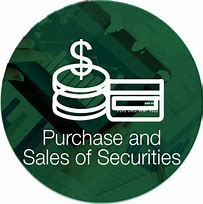 $
Purchase and
Sales of Securities